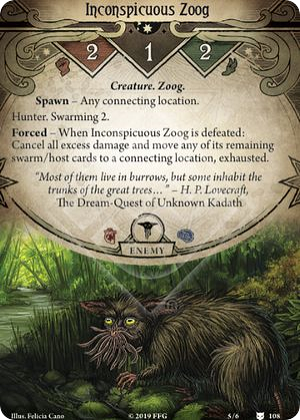 Inconspicuous Zoog
2 1 2
Creature. Zoog.
Spawn – Any connecting location.
Hunter. Swarming 2.
Forced – When Inconspicuous Zoog is defeated:
Cancel all excess damage and move any of its remaining
swarm/host cards to a connecting location, exhausted.
“Most of them live in burrows, but some inhabit the
trunks of the great trees…” – H. P. Lovecraft,
The Dream-Quest of Unknown Kadath
ENEMY
Illus. Felicia Cano © 2019 FFG 5/6 108